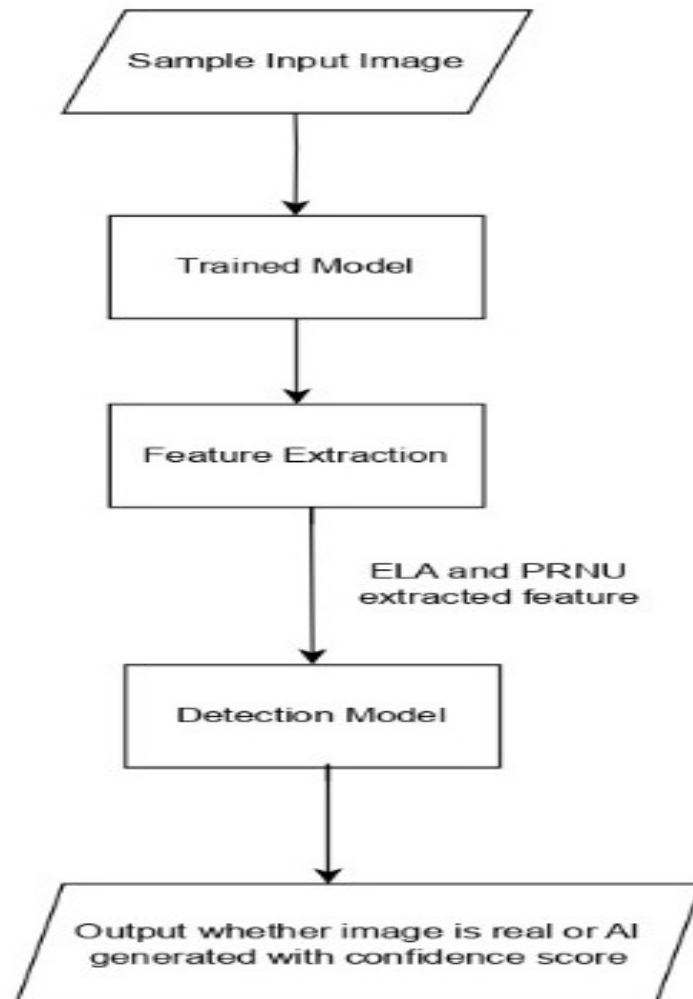 Sample Input Image
Trained Model
Feature Extraction
ELA and PRNU
extracted feature
Detection Model
Output whether image is real or AI
generated with confidence score